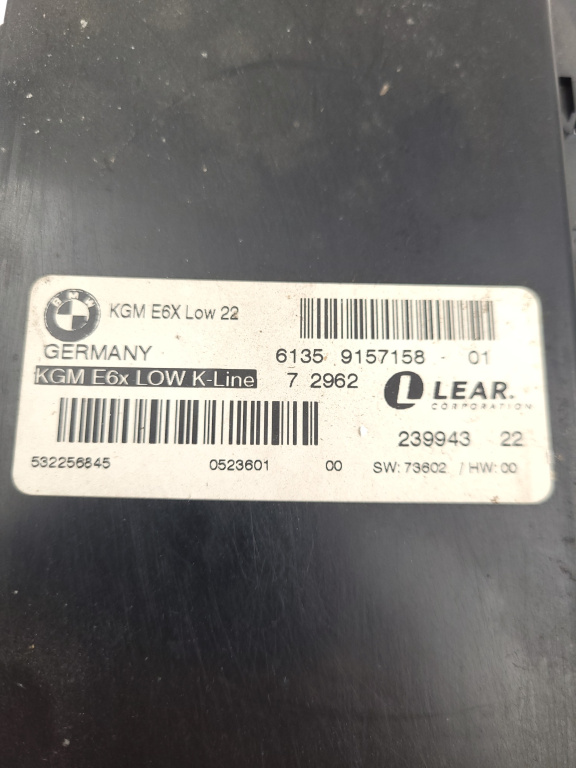 BMW
KGM E6X Low 22
GERMANY
6135 9157158 - 01
KGM E6x LOW K-Line
7 2962
L LEAR.
CORPORATION
239943 22
532256845 0523601 00
SW: 73602 / HW: 00